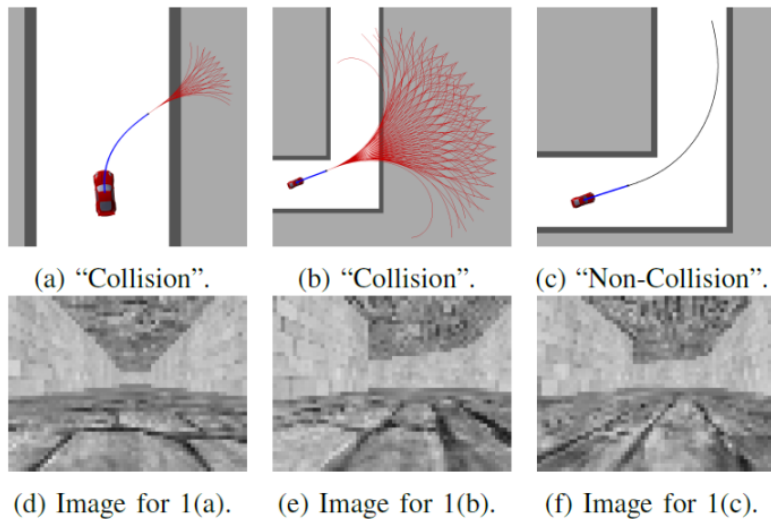 (a) “Collision”.
(b) “Collision”.
(c) “Non-Collision”.
(d) Image for 1(a).
(e) Image for 1(b).
(f) Image for 1(c).